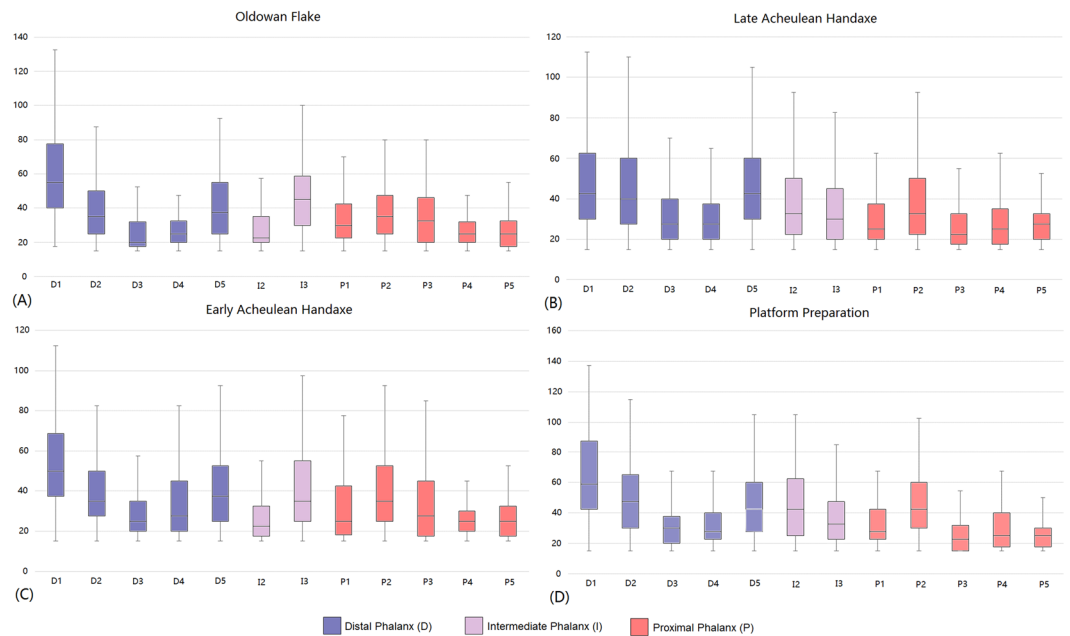 Oldowan Flake
(A)
140
120
100
80
60
40
20
0
D1 D2 D3 D4 D5 I2 I3 P1 P2 P3 P4 P5
Late Acheulean Handaxe
(B)
120
100
80
60
40
20
0
D1 D2 D3 D4 D5 I2 I3 P1 P2 P3 P4 P5
Early Acheulean Handaxe
(C)
120
100
80
60
40
20
0
D1 D2 D3 D4 D5 I2 I3 P1 P2 P3 P4 P5
Platform Preparation
(D)
160
140
120
100
80
60
40
20
0
D1 D2 D3 D4 D5 I2 I3 P1 P2 P3 P4 P5
Distal Phalanx (D) Intermediate Phalanx (I) Proximal Phalanx (P)